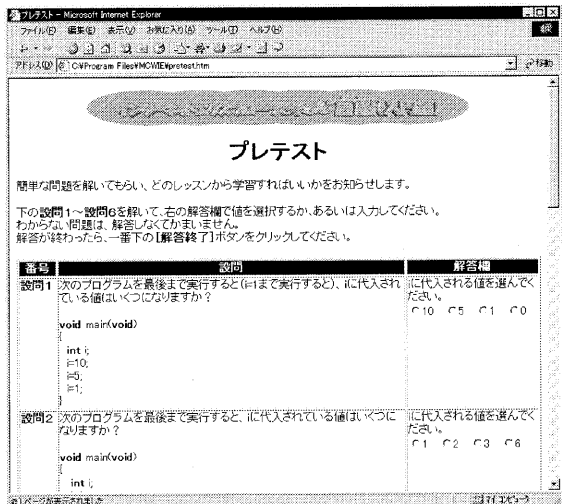 プレテスト - Microsoft Internet Explorer
ファイル(F) 編集(E) 表示(V) お気に入り(A) ツール(T) ヘルプ(H)
アドレス(D) C:¥Program Files¥MCWIE¥pretest.htm 移動
プレテスト
簡単な問題を解いてもらい、どのレッスンから学習すればいいかをお知らせします。
下の設問1~設問6を解いて、右の解答欄で値を選択するか、あるいは入力してください。
わからない問題は、解答しなくてかまいません。
解答が終わったら、一番下の[解答終了]ボタンをクリックしてください。
番号 設問 解答欄
設問1 次のプログラムを最後まで実行すると(i=1まで実行すると)、iに代入され
ている値はいくつになりますか?
void main(void)
{
int i;
i=10;
i=5;
i=1;
}
iに代入される値を選んでく
ださい。
10 5 1 0
設問2 次のプログラムを最後まで実行すると、iに代入されている値はいくつに
なりますか?
void main(void)
{
int i;
iに代入される値を選んでく
ださい。
1 2 3 6
ページが表示されました
マイ コンピュータ